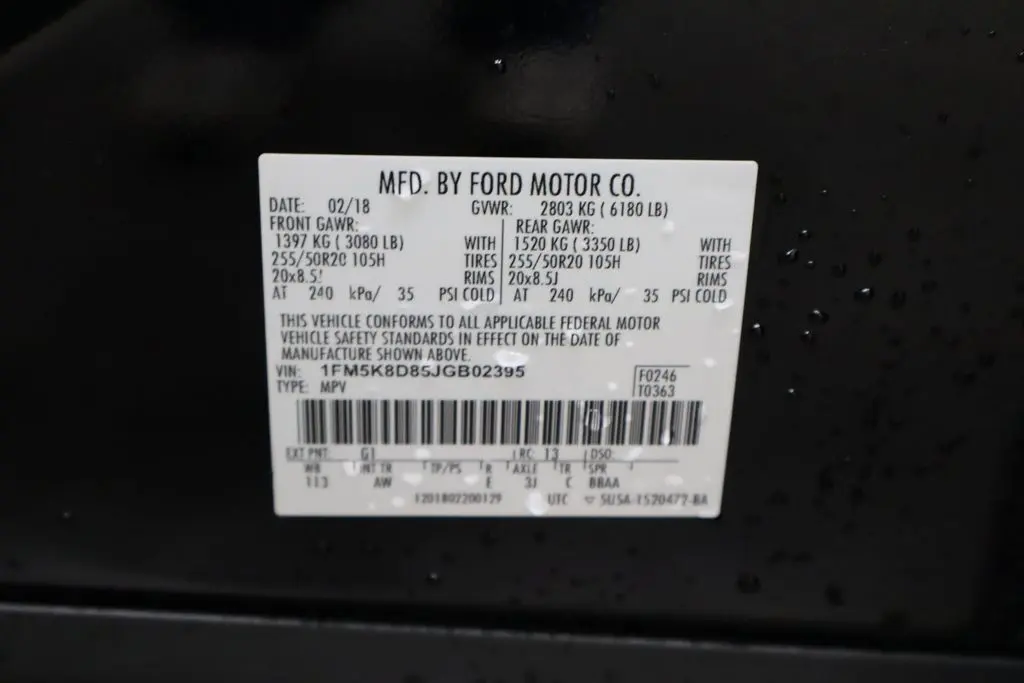 MFD. BY FORD MOTOR CO.
DATE: 02/18 GVWR: 2803 KG ( 6180 LB)
FRONT GAWR: REAR GAWR:
1397 KG ( 3080 LB) WITH 1520 KG ( 3350 LB) WITH
255/50R20 105H TIRES 255/50R20 105H TIRES
20x8.5J RIMS 20x8.5J RIMS
AT 240 kPa/ 35 PSI COLD AT 240 kPa/ 35 PSI COLD
THIS VEHICLE CONFORMS TO ALL APPLICABLE FEDERAL MOTOR
VEHICLE SAFETY STANDARDS IN EFFECT ON THE DATE OF
MANUFACTURE SHOWN ABOVE.
VIN: 1FM5K8D85JGB02395 F0246
TYPE: MPV T0363
EXT PNT: G1 RC: 13 DSO:
WB INT TR TP/PS R AXLE TR SPR
113 AW E 3J C BBAA
1201802200129 UTC 5U5A-1520472-BA